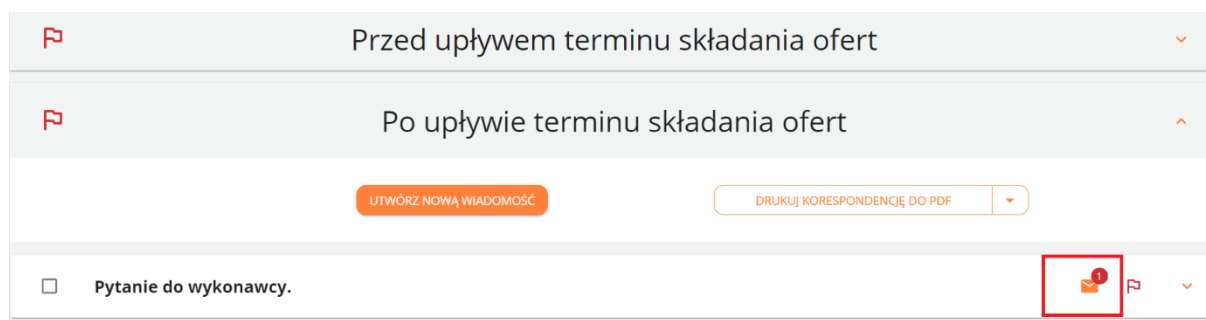 Przed upływem terminu składania ofert
Po upływie terminu składania ofert
UTWÓRZ NOWĄ WIADOMOŚĆ
DRUKUJ KORESPONDENCJĘ DO PDF
Pytanie do wykonawcy.
1